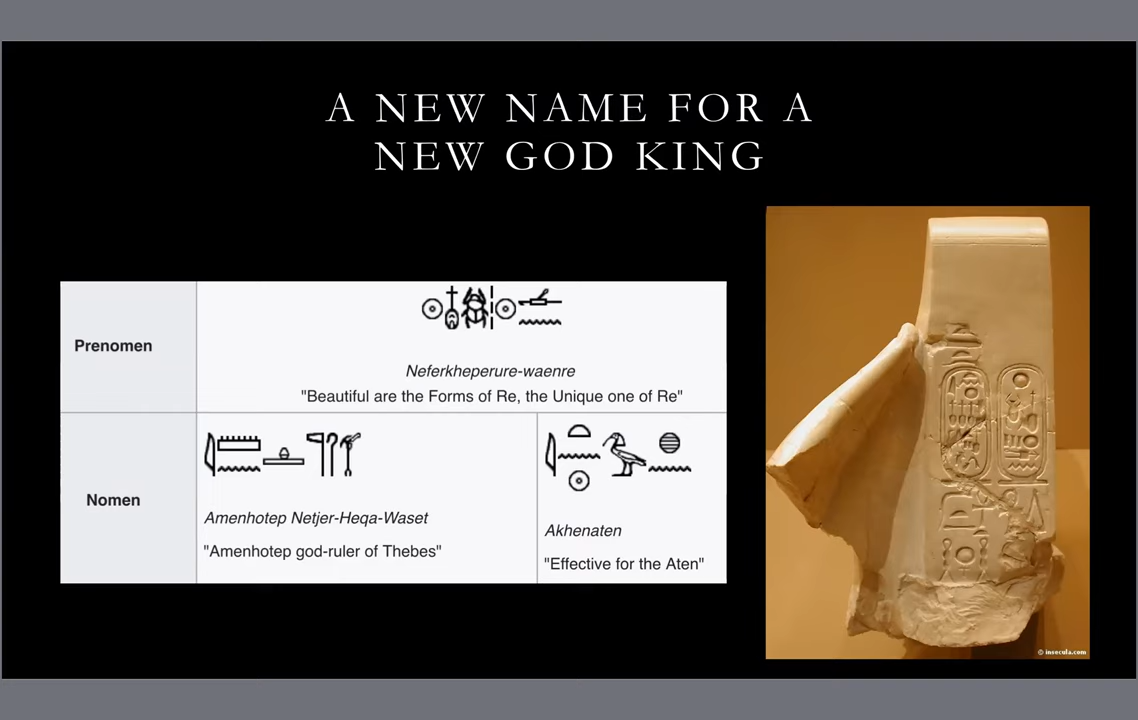 A NEW NAME FOR A
NEW GOD KING
Prenomen
Neferkheperure-waenre
"Beautiful are the Forms of Re, the Unique one of Re"
Nomen
Amenhotep Netjer-Heqa-Waset
"Amenhotep god-ruler of Thebes"
Akhenaten
"Effective for the Aten"
© insecula.com